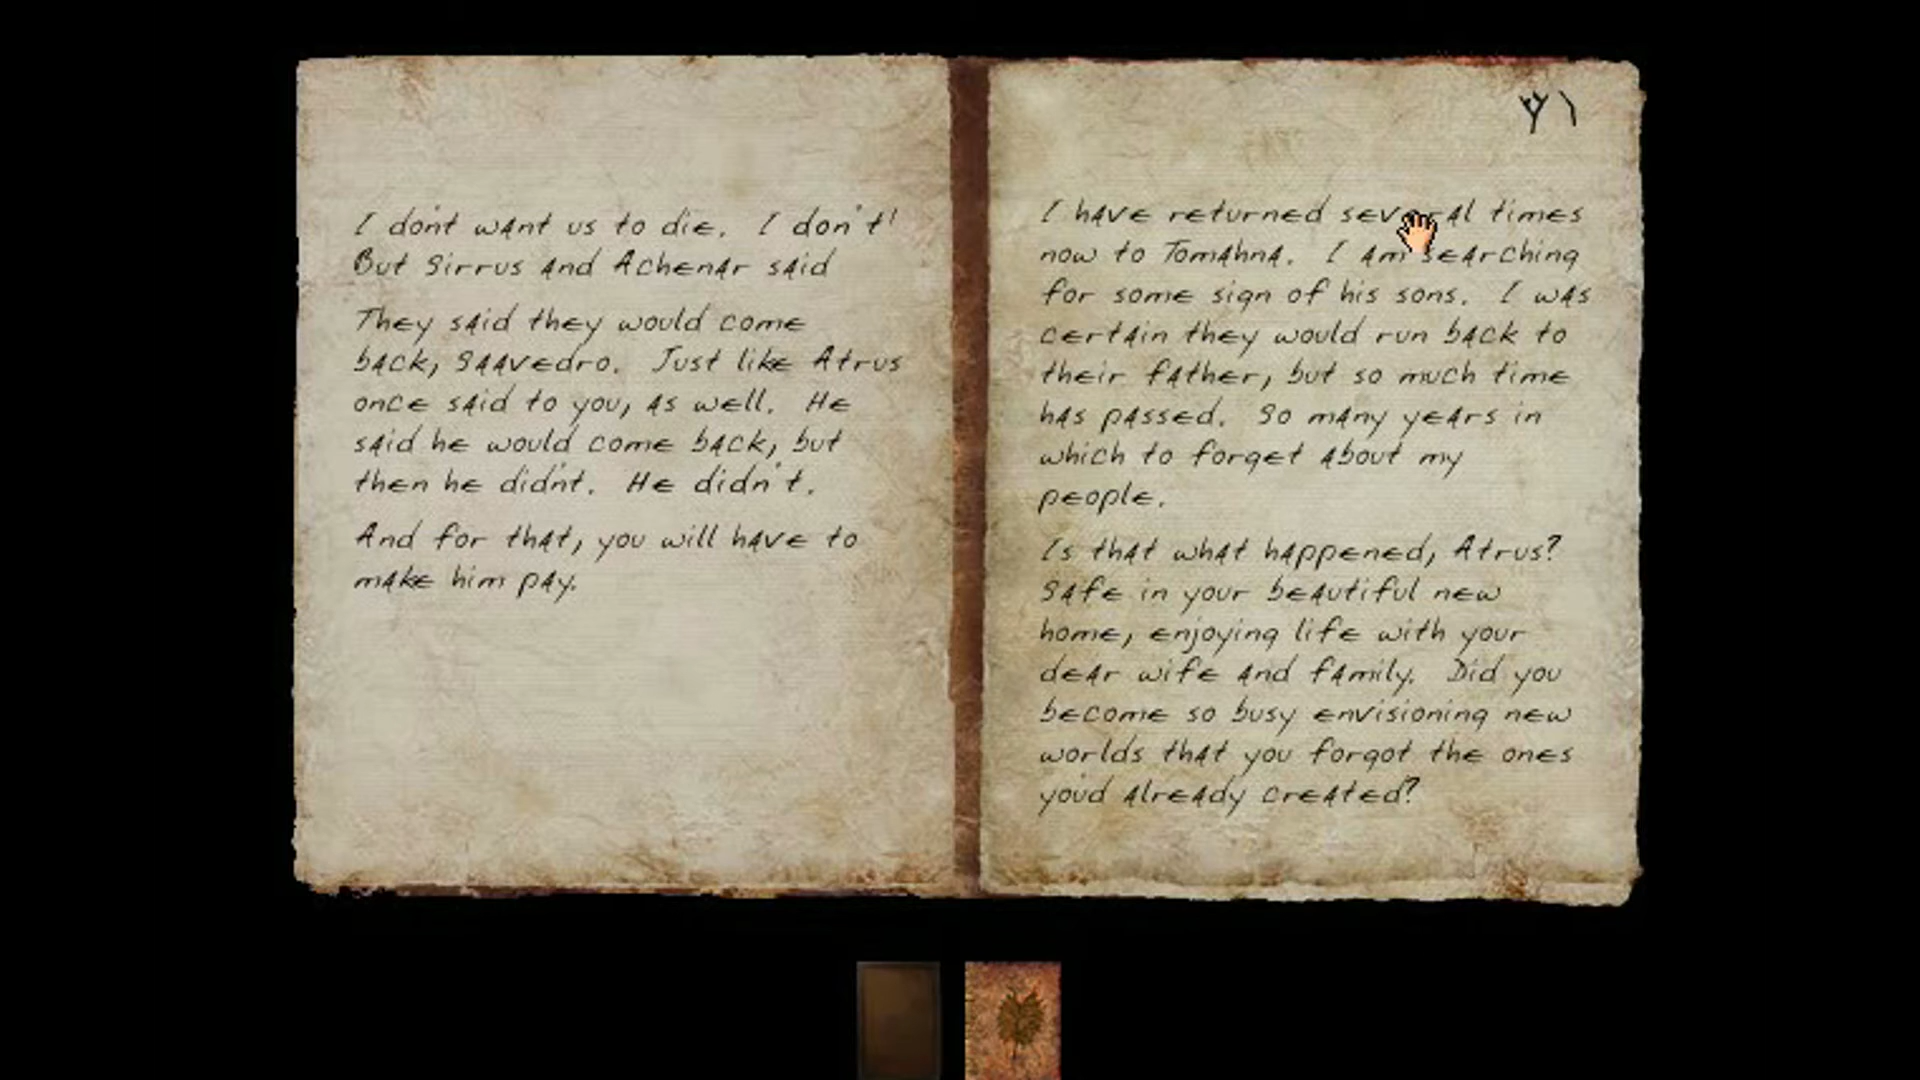 I don't want us to die. I don't!
But Sirrus and Achenar said
They said they would come
back, Saavedro. Just like Atrus
once said to you, as well. He
said he would come back, but
then he didn't. He didn't.
And for that, you will have to
make him pay.
I have returned several times
now to Tomahna. I am searching
for some sign of his sons. I was
certain they would run back to
their father, but so much time
has passed. So many years in
which to forget about my
people.
Is that what happened, Atrus?
Safe in your beautiful new
home, enjoying life with your
dear wife and family. Did you
become so busy envisioning new
worlds that you forgot the ones
you'd already created?